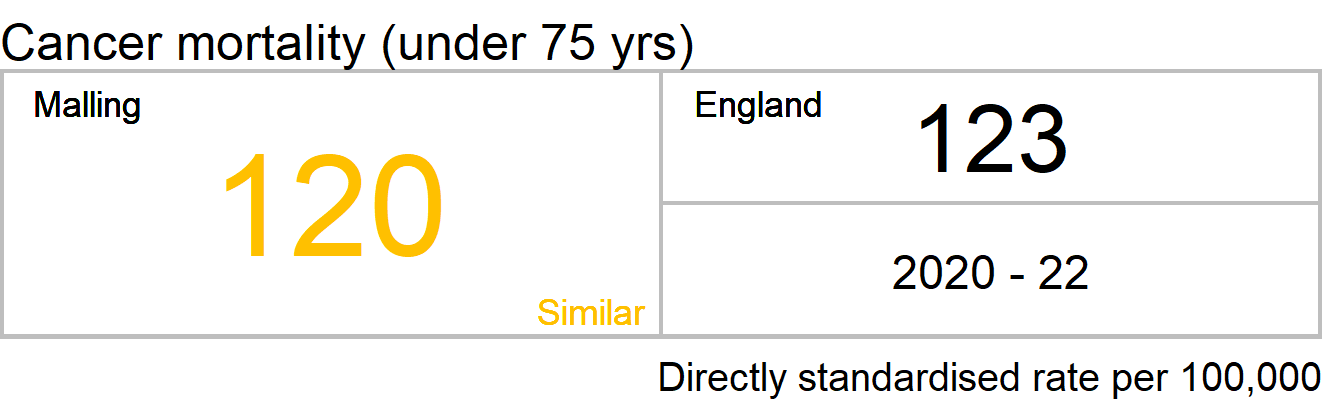 Cancer mortality (under 75 yrs)
Malling
120
Similar
England
123
2020 - 22
Directly standardised rate per 100,000